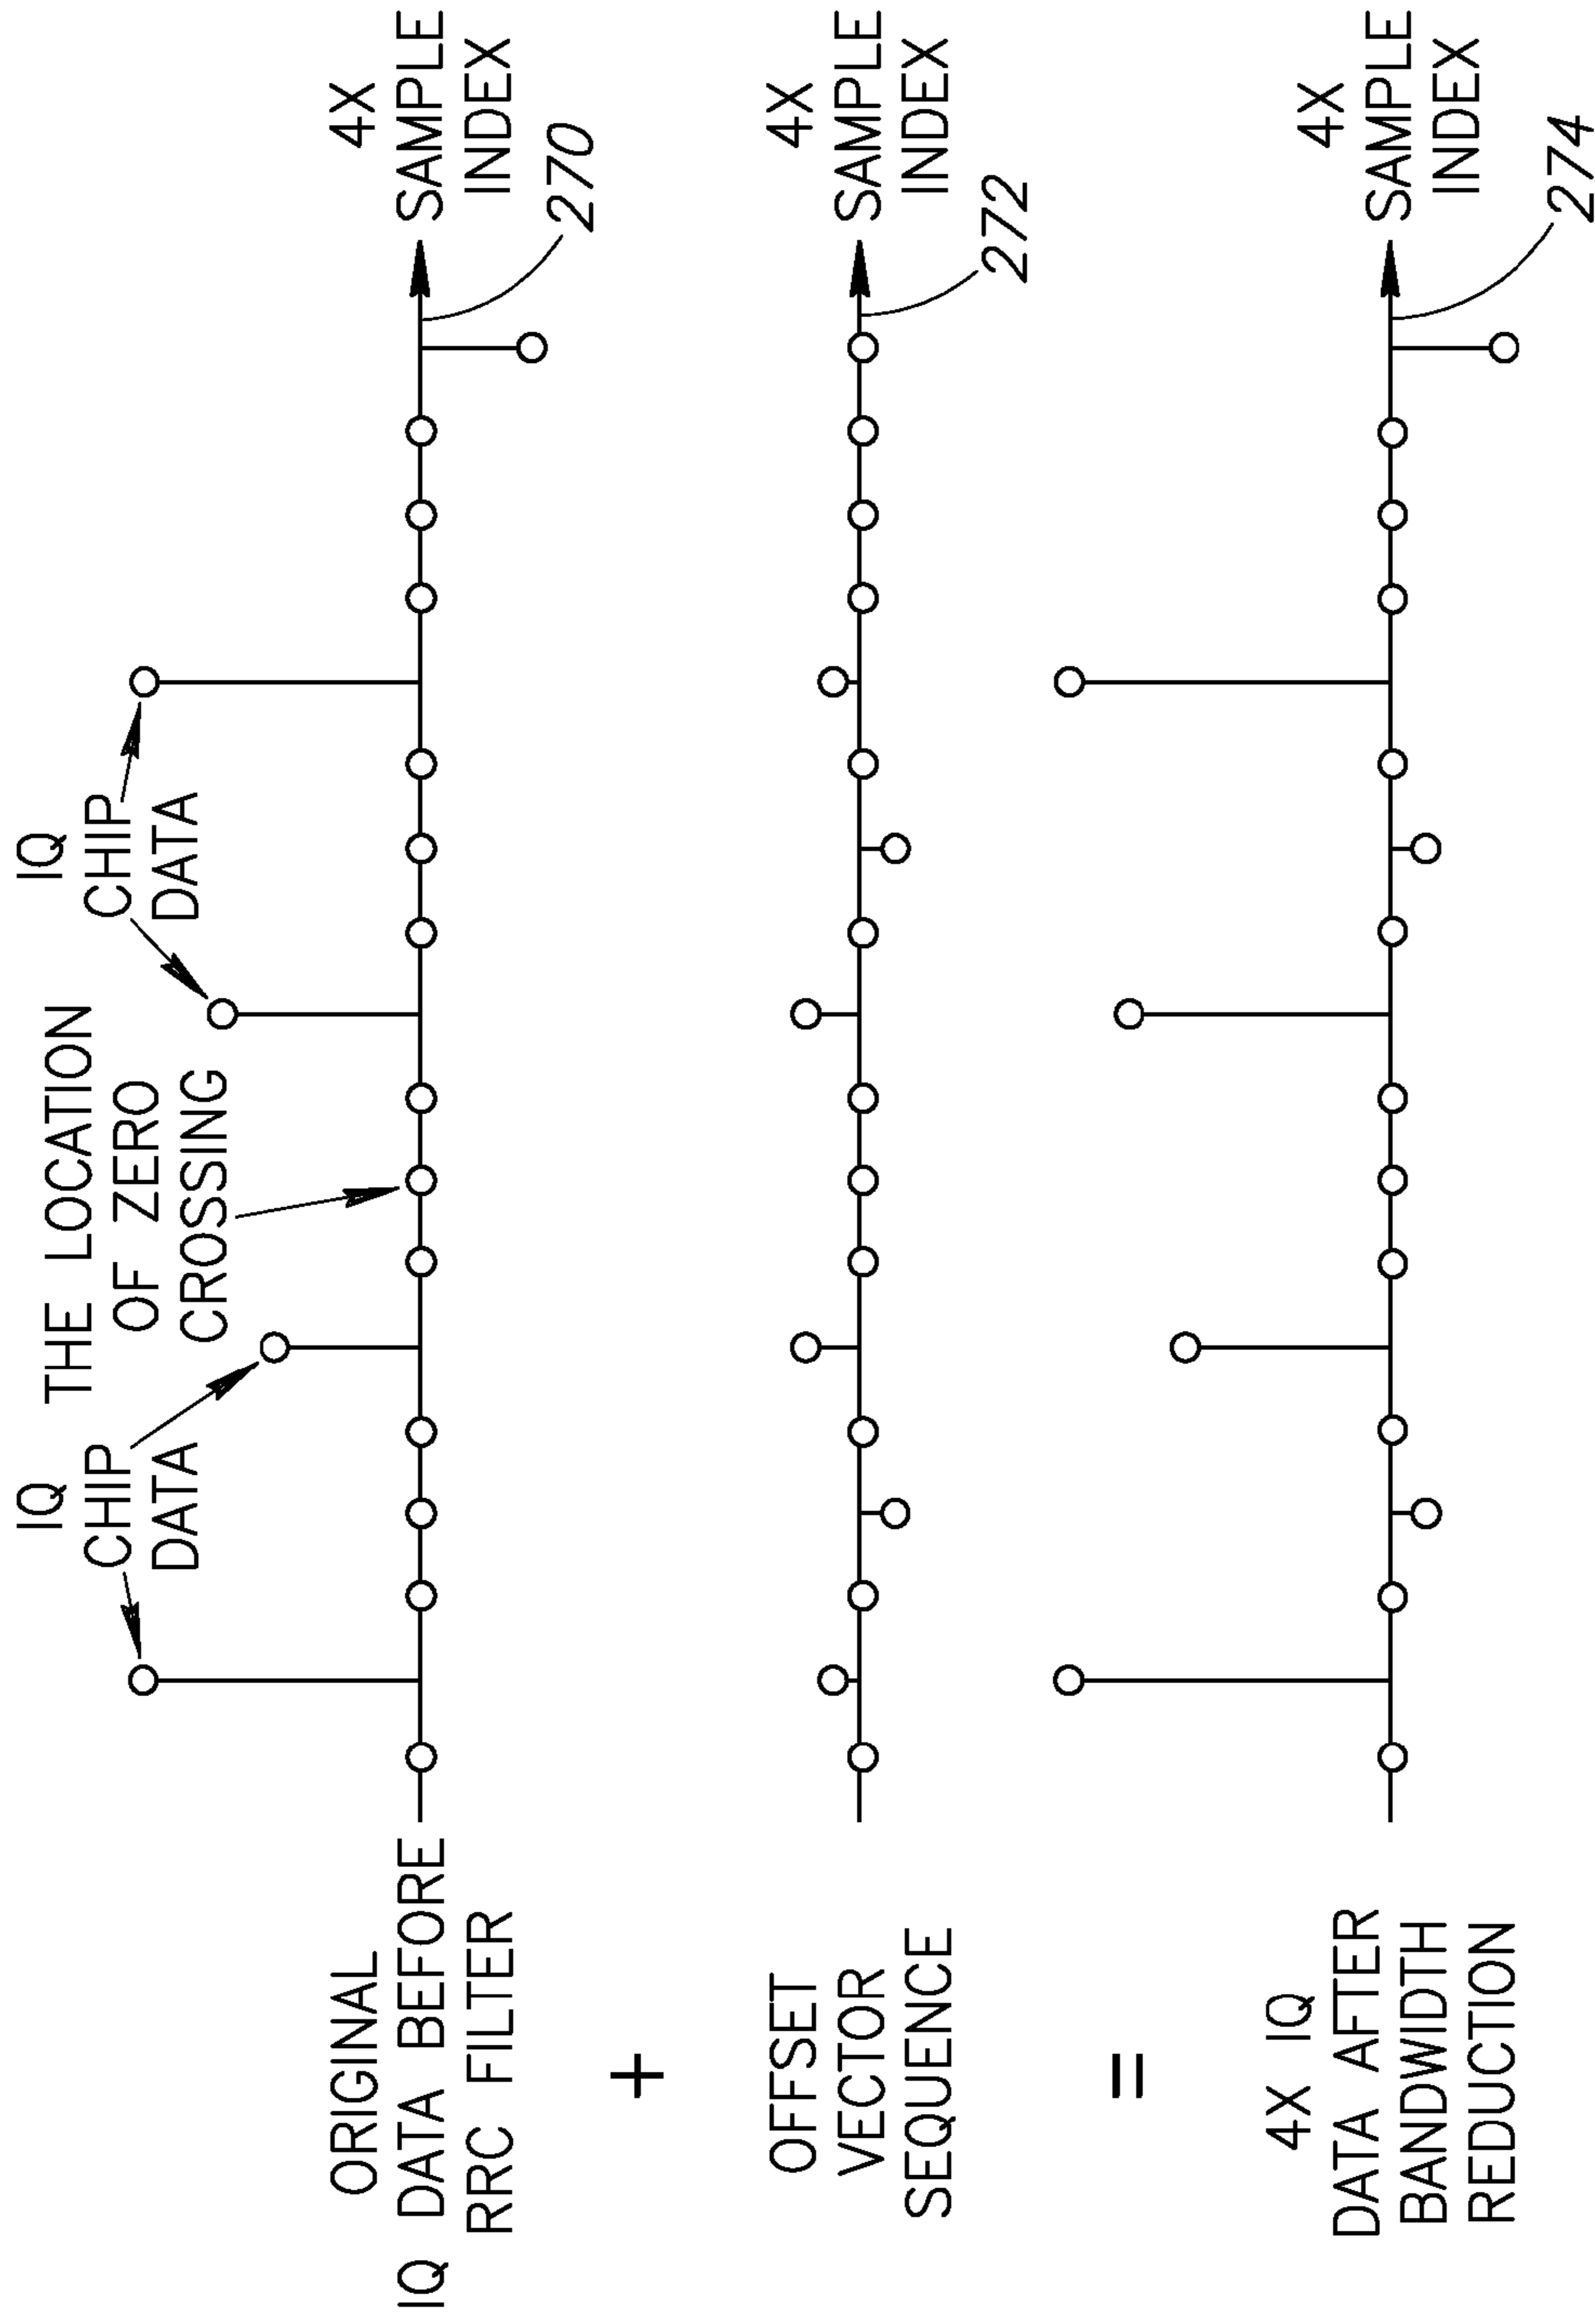 IQ
CHIP
DATA
THE LOCATION
OF ZERO
CROSSING
IQ
CHIP
DATA
ORIGINAL
IQ DATA BEFORE
RRC FILTER
4X
SAMPLE
INDEX
270
+
OFFSET
VECTOR
SEQUENCE
4X
SAMPLE
INDEX
272
=
4X IQ
DATA AFTER
BANDWIDTH
REDUCTION
4X
SAMPLE
INDEX
274